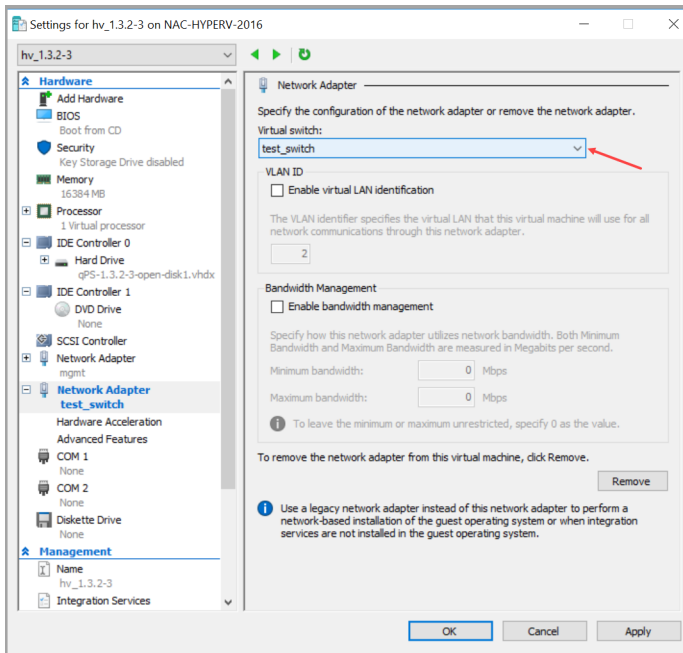 Settings for hv_1.3.2-3 on NAC-HYPERV-2016
hv_1.3.2-3
Hardware
Add Hardware
BIOS
Boot from CD
Security
Key Storage Drive disabled
Memory
16384 MB
Processor
1 Virtual processor
IDE Controller 0
Hard Drive
qPS-1.3.2-3-open-disk1.vhdx
IDE Controller 1
DVD Drive
None
SCSI Controller
Network Adapter
mgmt
Network Adapter
test_switch
Hardware Acceleration
Advanced Features
COM 1
None
COM 2
None
Diskette Drive
None
Management
Name
hv_1.3.2-3
Integration Services
Network Adapter
Specify the configuration of the network adapter or remove the network adapter.
Virtual switch:
test_switch
VLAN ID
Enable virtual LAN identification
The VLAN identifier specifies the virtual LAN that this virtual machine will use for all
network communications through this network adapter.
2
Bandwidth Management
Enable bandwidth management
Specify how this network adapter utilizes network bandwidth. Both Minimum
Bandwidth and Maximum Bandwidth are measured in Megabits per second.
Minimum bandwidth: 0 Mbps
Maximum bandwidth: 0 Mbps
To leave the minimum or maximum unrestricted, specify 0 as the value.
To remove the network adapter from this virtual machine, click Remove.
Remove
Use a legacy network adapter instead of this network adapter to perform a
network-based installation of the guest operating system or when integration
services are not installed in the guest operating system.
OK Cancel Apply